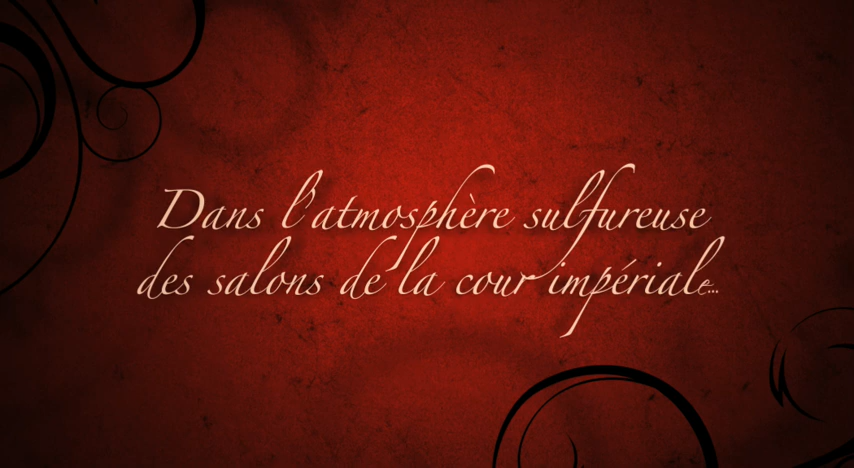 Dans l'atmosphère sulfureuse
des salons de la cour impériale...